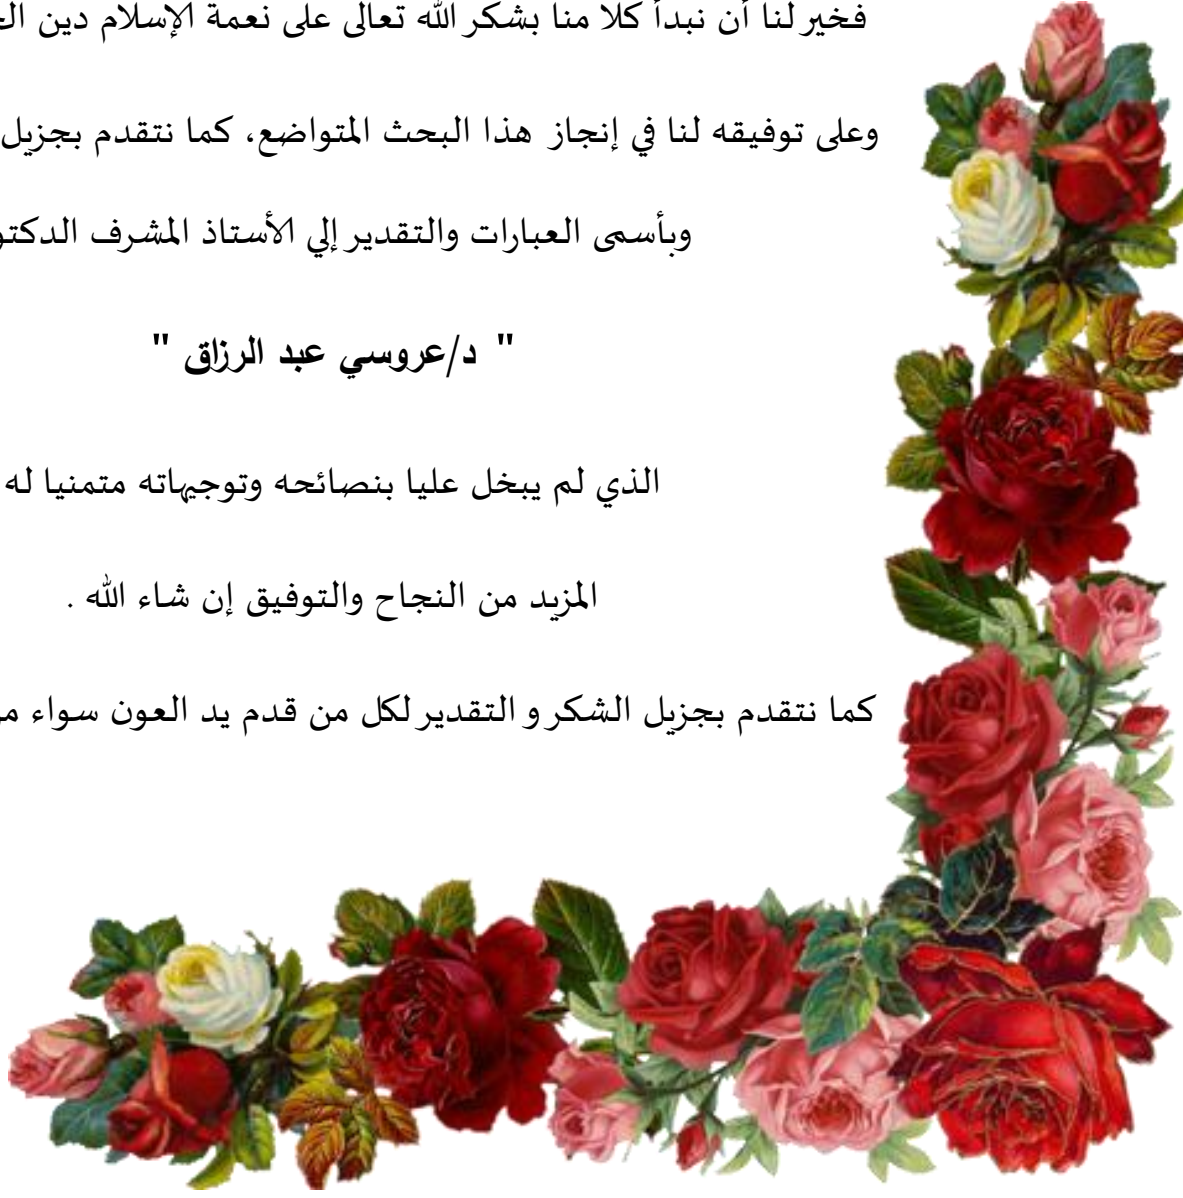 فخير لنا أن نبدأ كلا منا بشكر الله تعالى على نعمة الإسلام دين
وعلى توفيقه لنا في إنجاز هذا البحث المتواضع، كما نتقدم بجزيل
وبأسمى العبارات والتقدير إلي الأستاذ المشرف
" د/عروسي عبد الرزاق "
الذي لم يبخل عليا بنصائحه وتوجيهاته متمنيا له
المزيد من النجاح والتوفيق إن شاء الله .
كما نتقدم بجزيل الشكر و التقدير لكل من قدم يد العون سواء